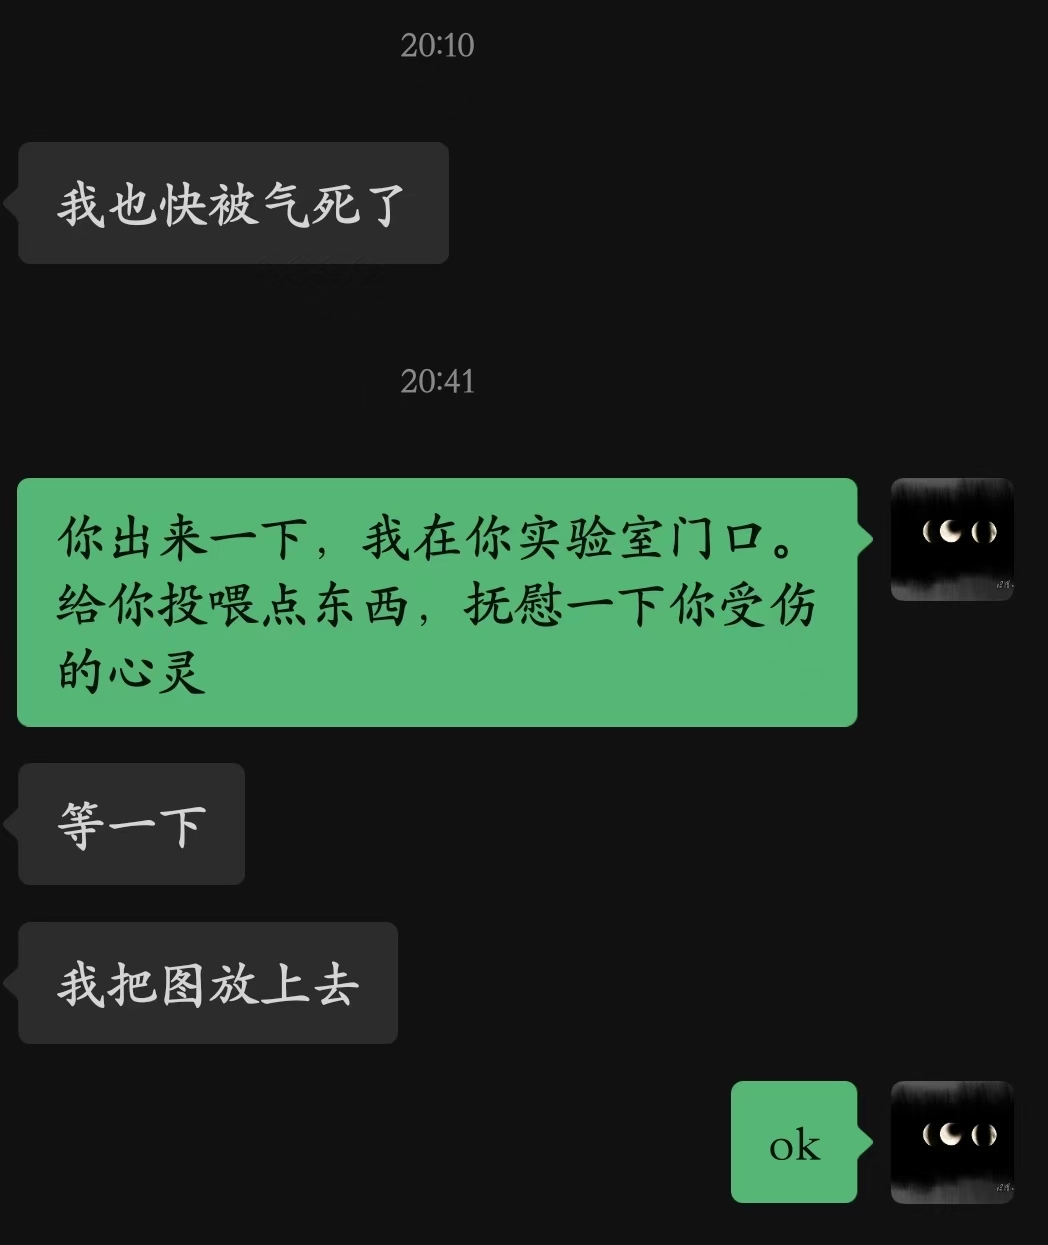 20:10
我也快被气死了
20:41
你出来一下，我在你实验室门口。
给你投喂点东西，抚慰一下你受伤
的心灵
等一下
我把图放上去
ok